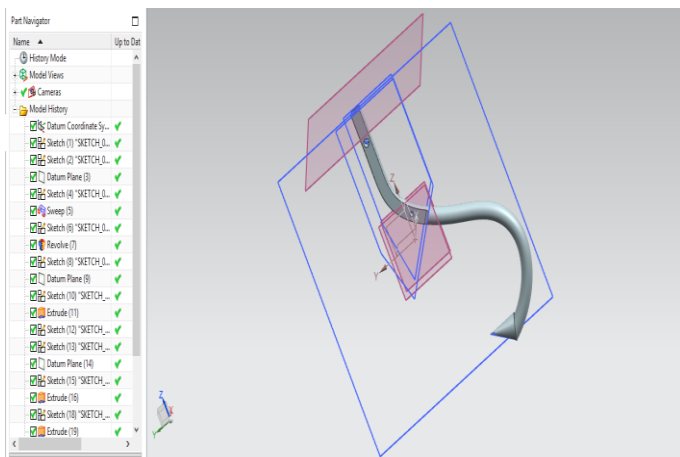 Part Navigator
Name Up to Dat
History Mode
Model Views
Cameras
Model History
Datum Coordinate Sy...
Sketch (1) "SKETCH_0...
Sketch (2) "SKETCH_0...
Datum Plane (3)
Sketch (4) "SKETCH_0...
Sweep (5)
Sketch (6) "SKETCH_0...
Revolve (7)
Sketch (8) "SKETCH_0...
Datum Plane (9)
Sketch (10) "SKETCH_...
Extrude (11)
Sketch (12) "SKETCH_...
Sketch (13) "SKETCH_...
Datum Plane (14)
Sketch (15) "SKETCH_...
Extrude (16)
Sketch (18) "SKETCH_...
Extrude (19)
Z
Y
Z
Y